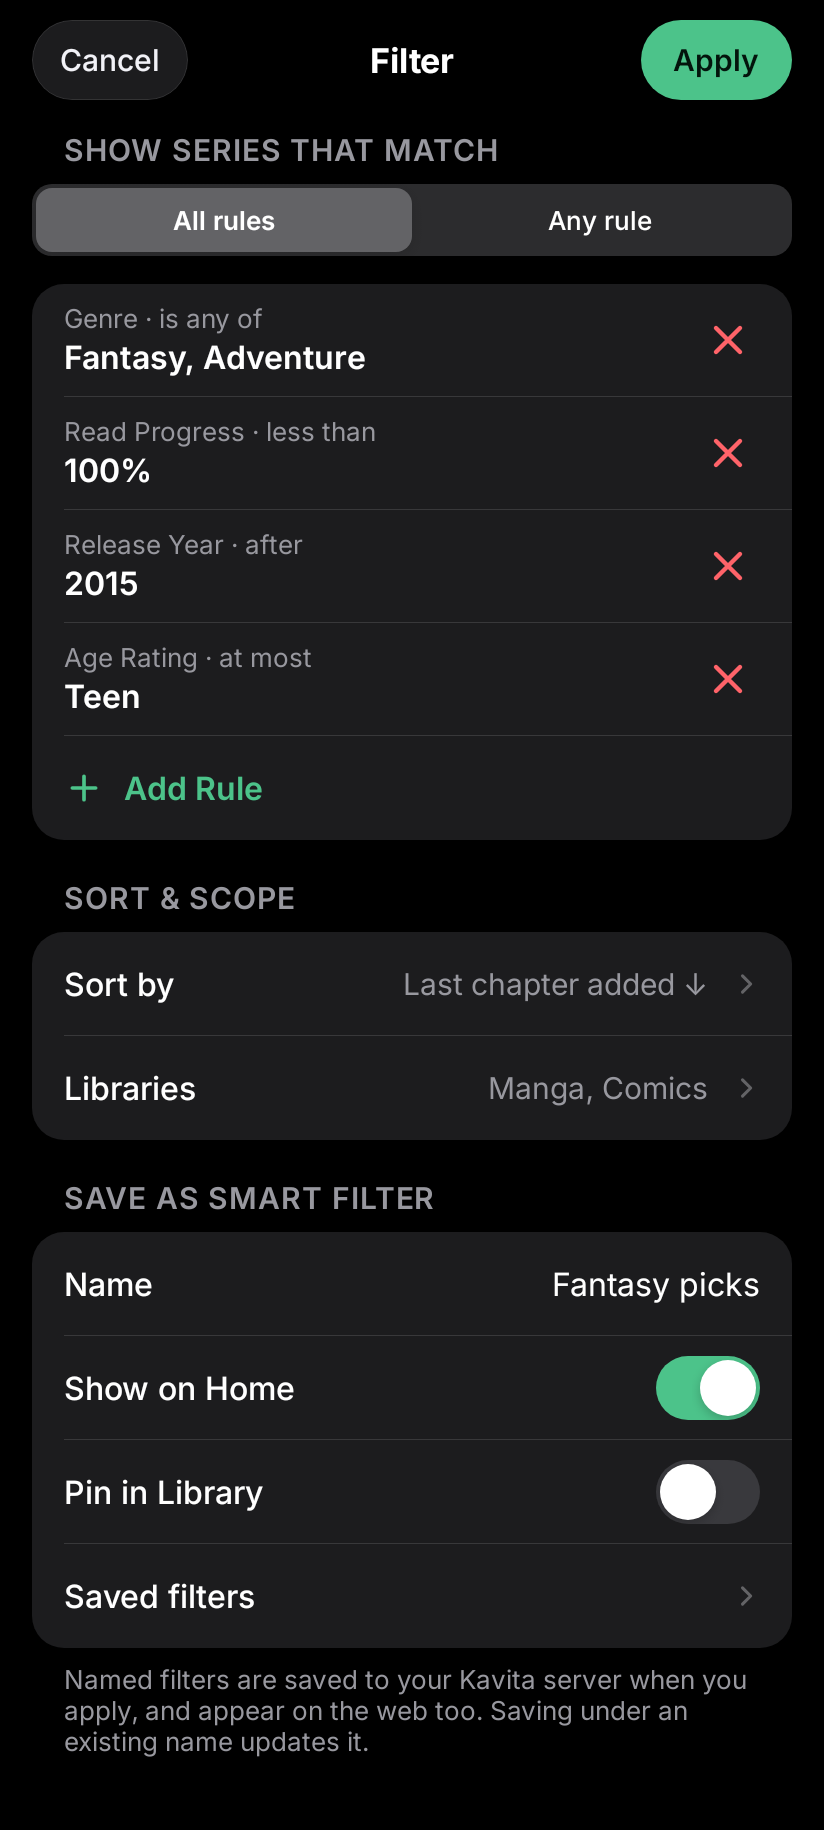 Cancel
Filter
Apply
SHOW SERIES THAT MATCH
All rules
Any rule
Genre · is any of
Fantasy, Adventure
Read Progress · less than
100%
Release Year · after
2015
Age Rating · at most
Teen
+ Add Rule
SORT & SCOPE
Sort by
Last chapter added ↓
Libraries
Manga, Comics
SAVE AS SMART FILTER
Name
Fantasy picks
Show on Home
Pin in Library
Saved filters
Named filters are saved to your Kavita server when you
apply, and appear on the web too. Saving under an
existing name updates it.